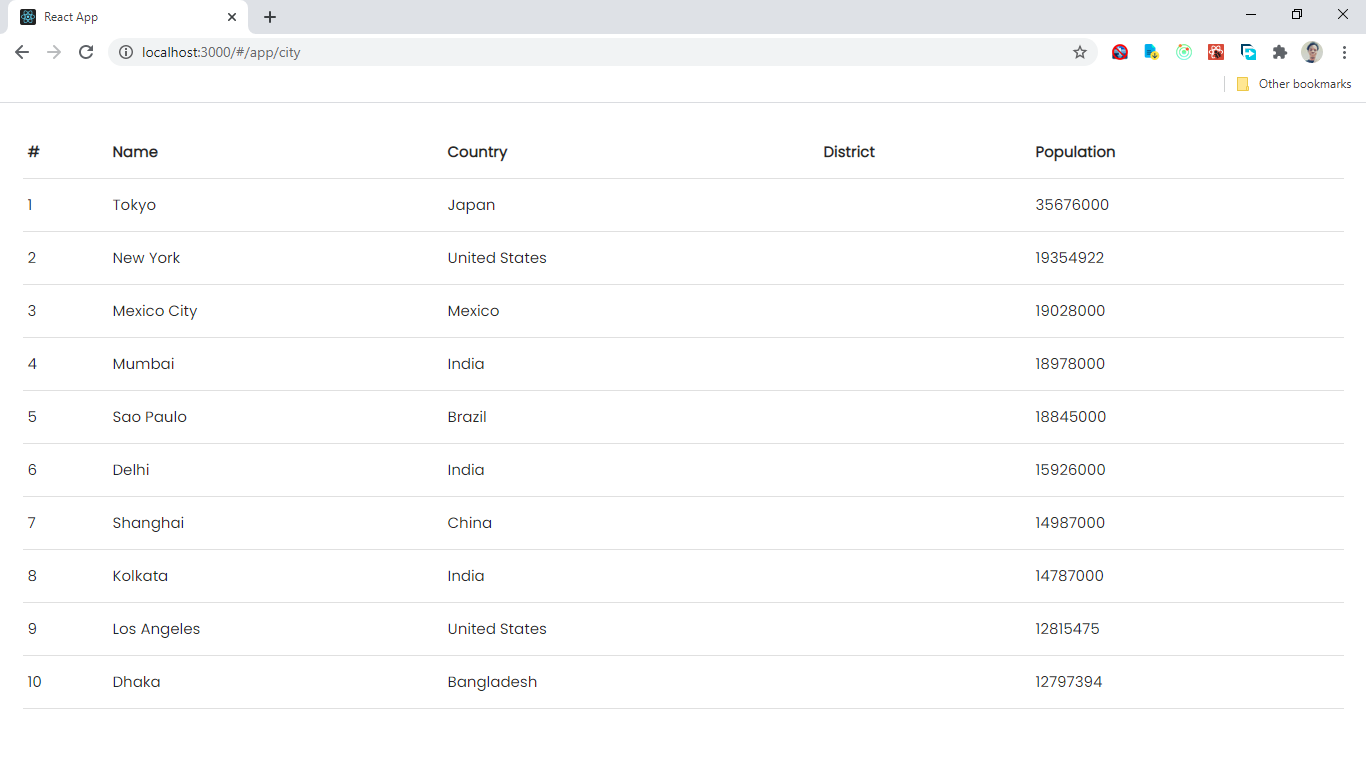 React App
localhost:3000/#/app/city
Other bookmarks
# Name Country District Population
1 Tokyo Japan 35676000
2 New York United States 19354922
3 Mexico City Mexico 19028000
4 Mumbai India 18978000
5 Sao Paulo Brazil 18845000
6 Delhi India 15926000
7 Shanghai China 14987000
8 Kolkata India 14787000
9 Los Angeles United States 12815475
10 Dhaka Bangladesh 12797394